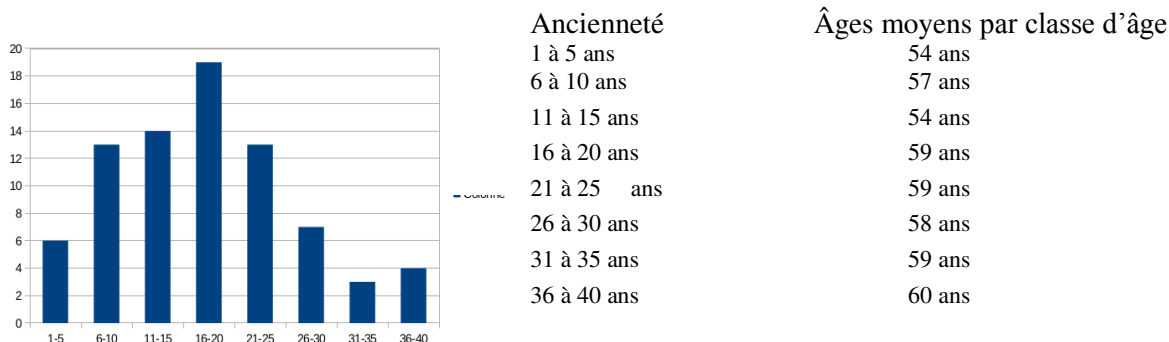 Ancienneté Âges moyens par classe d’âge
1 à 5 ans 54 ans
6 à 10 ans 57 ans
11 à 15 ans 54 ans
16 à 20 ans 59 ans
21 à 25 ans 59 ans
26 à 30 ans 58 ans
31 à 35 ans 59 ans
36 à 40 ans 60 ans
20
18
16
14
12
10
8
6
4
2
0
1-5 6-10 11-15 16-20 21-25 26-30 31-35 36-40